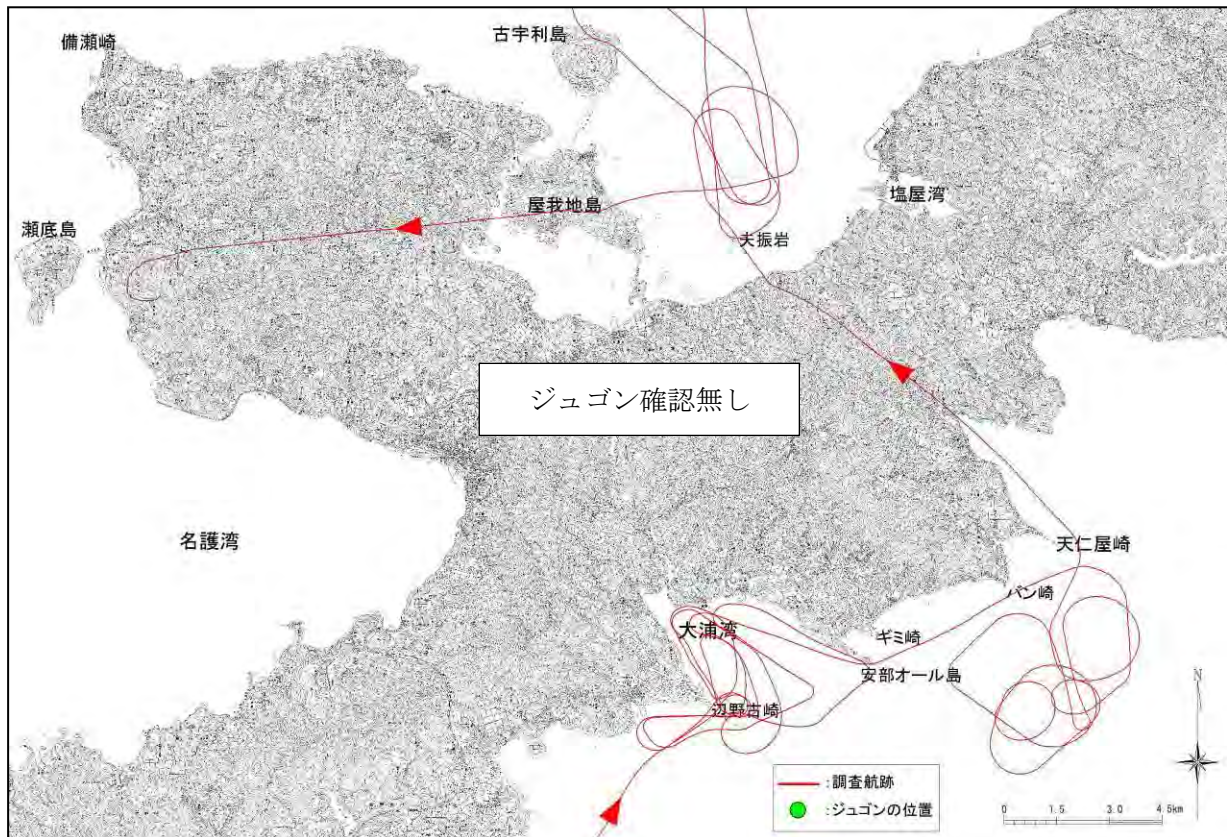 備瀬崎
古宇利島
塩屋湾
屋我地島
瀬底島
夫振岩
ジュゴン確認無し
名護湾
天仁屋崎
バン崎
ギミ崎
大浦湾
安部オール島
辺野古崎
N
:調査航跡
:ジュゴンの位置
0 1.5 3.0 4.5km